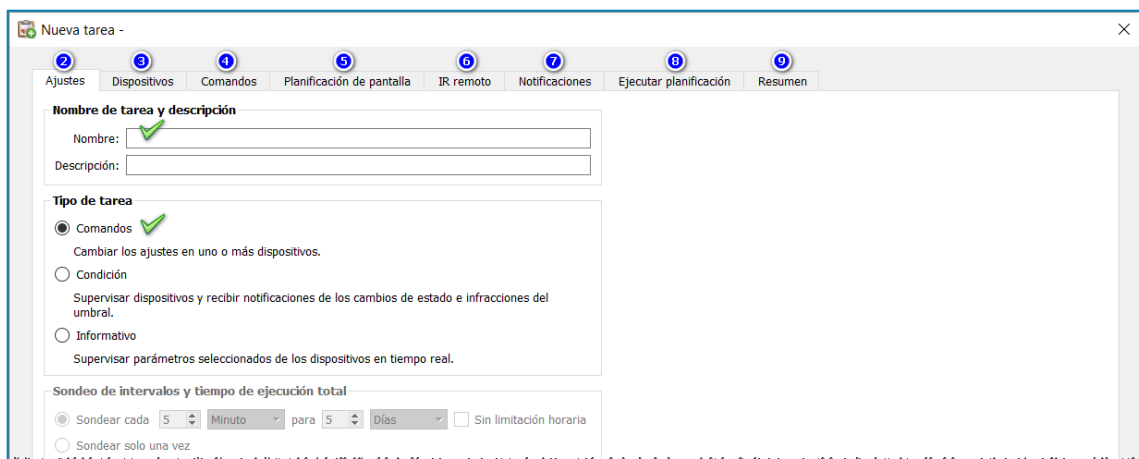 Nueva tarea -
2 3 4 5 6 7 8 9
Ajustes Dispositivos Comandos Planificación de pantalla IR remoto Notificaciones Ejecutar planificación Resumen
Nombre de tarea y descripción
Nombre:
Descripción:
Tipo de tarea
Comandos
Cambiar los ajustes en uno o más dispositivos.
Condición
Supervisar dispositivos y recibir notificaciones de los cambios de estado e infracciones del
umbral.
Informativo
Supervisar parámetros seleccionados de los dispositivos en tiempo real.
Sondeo de intervalos y tiempo de ejecución total
Sondear cada 5 Minuto para 5 Días Sin limitación horaria
Sondear solo una vez